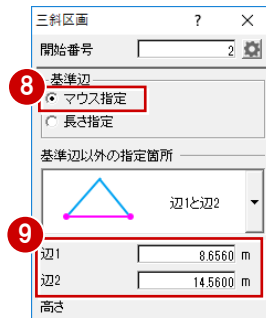 三斜区画 ? ×
開始番号 2
8
基準辺
マウス指定
長さ指定
基準辺以外の指定箇所
辺1と辺2
9
辺1 8.6560 m
辺2 14.5600 m
高さ